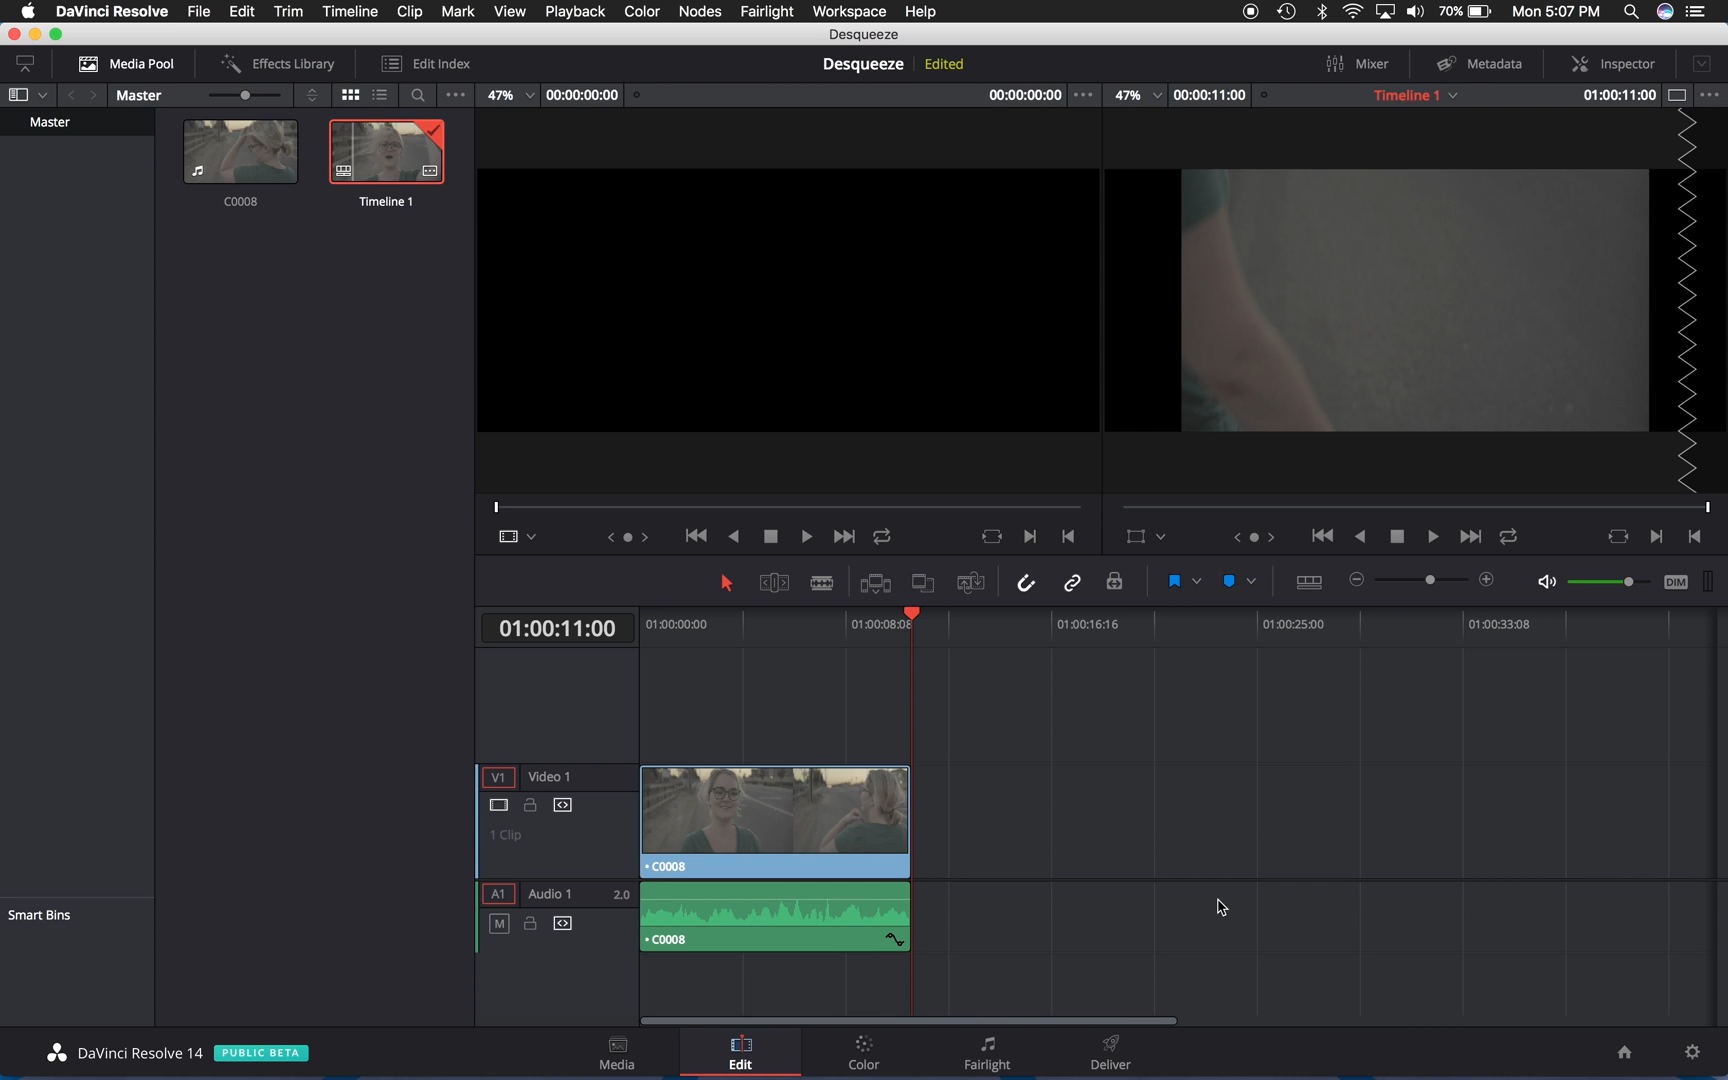 DaVinci Resolve File Edit Trim Timeline Clip Mark View Playback Color Nodes Fairlight Workspace Help 70% Mon 5:07 PM
Desqueeze
Media Pool Effects Library Edit Index Desqueeze Edited Mixer Metadata Inspector
Master 47% 00:00:00:00 00:00:00:00 47% 00:00:11:00 Timeline 1 01:00:11:00
Master
C0008 Timeline 1
DIM
01:00:11:00 01:00:00:00 01:00:08:08 01:00:16:16 01:00:25:00 01:00:33:08
V1 Video 1
1 Clip
• C0008
A1 Audio 1 2.0
M
• C0008
Smart Bins
DaVinci Resolve 14 PUBLIC BETA Media Edit Color Fairlight Deliver